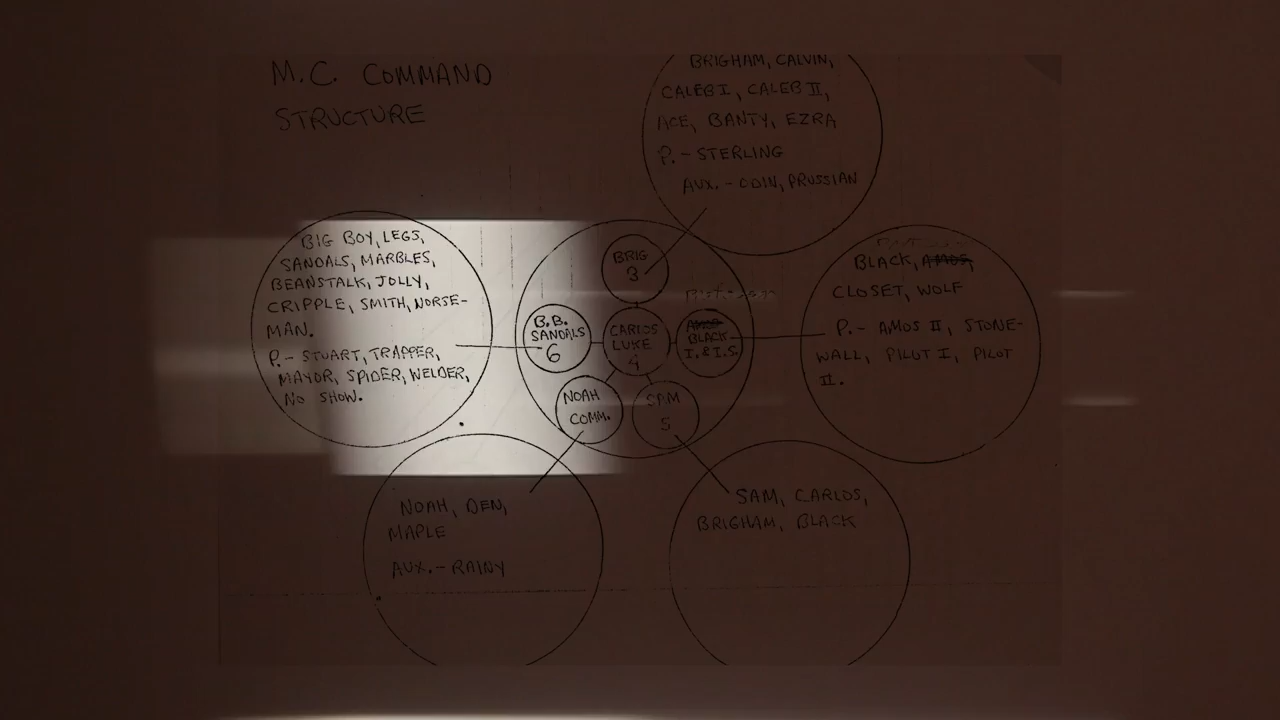 M.C. COMMAND
STRUCTURE
BRIGHAM, CALVIN,
CALEB I, CALEB II,
ACE, BANTY, EZRA
P. - STERLING
AUX. - ODIN, PRUSSIAN
BIG BOY, LEGS,
SANDALS, MARBLES,
BEANSTALK, JOLLY,
CRIPPLE, SMITH, NORSE-
MAN.
P. - STUART, TRAPPER,
MAYOR, SPIDER, WELDER,
NO SHOW.
BRIG
3
B.B.
SANDALS
6
CARLOS
LUKE
4
AMOS
BLACK
I. & I.S.
NOAH
COMM.
SAM
5
BLACK, AMOS,
CLOSET, WOLF
P. - AMOS II, STONE-
WALL, PILOT I, PILOT
II.
NOAH, DEN,
MAPLE
AUX. - RAINY
SAM, CARLOS,
BRIGHAM, BLACK